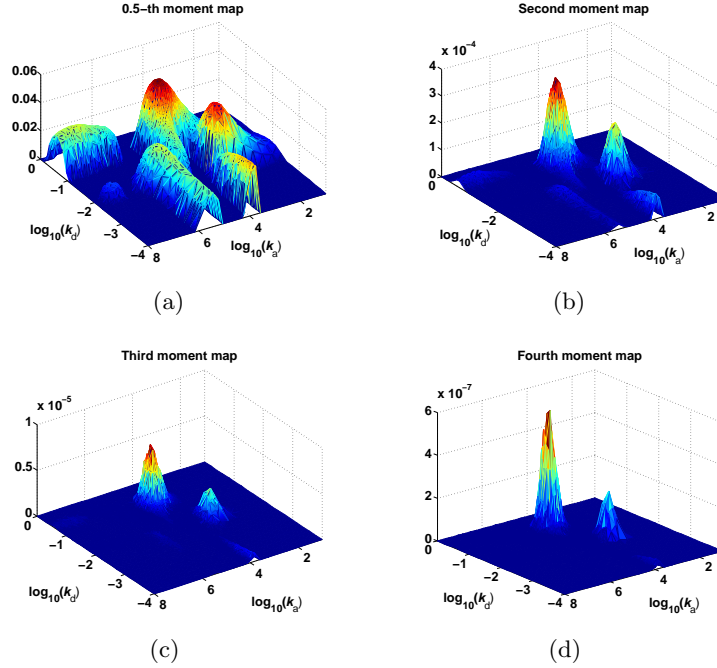 0.5−th moment map
0.06
0.04
0.02
0
−1
−2
−3
−4
8
6
4
2
log10(kd)
log10(ka)
(a)
Second moment map
x 10−4
4
3
2
1
0
0
−2
−4
8
6
4
2
log10(kd)
log10(ka)
(b)
Third moment map
x 10−5
1
0.5
0
0
−1
−2
−3
−4
8
6
4
2
log10(kd)
log10(ka)
(c)
Fourth moment map
x 10−7
6
4
2
0
0
−1
−2
−3
−4
8
6
4
2
log10(kd)
log10(ka)
(d)